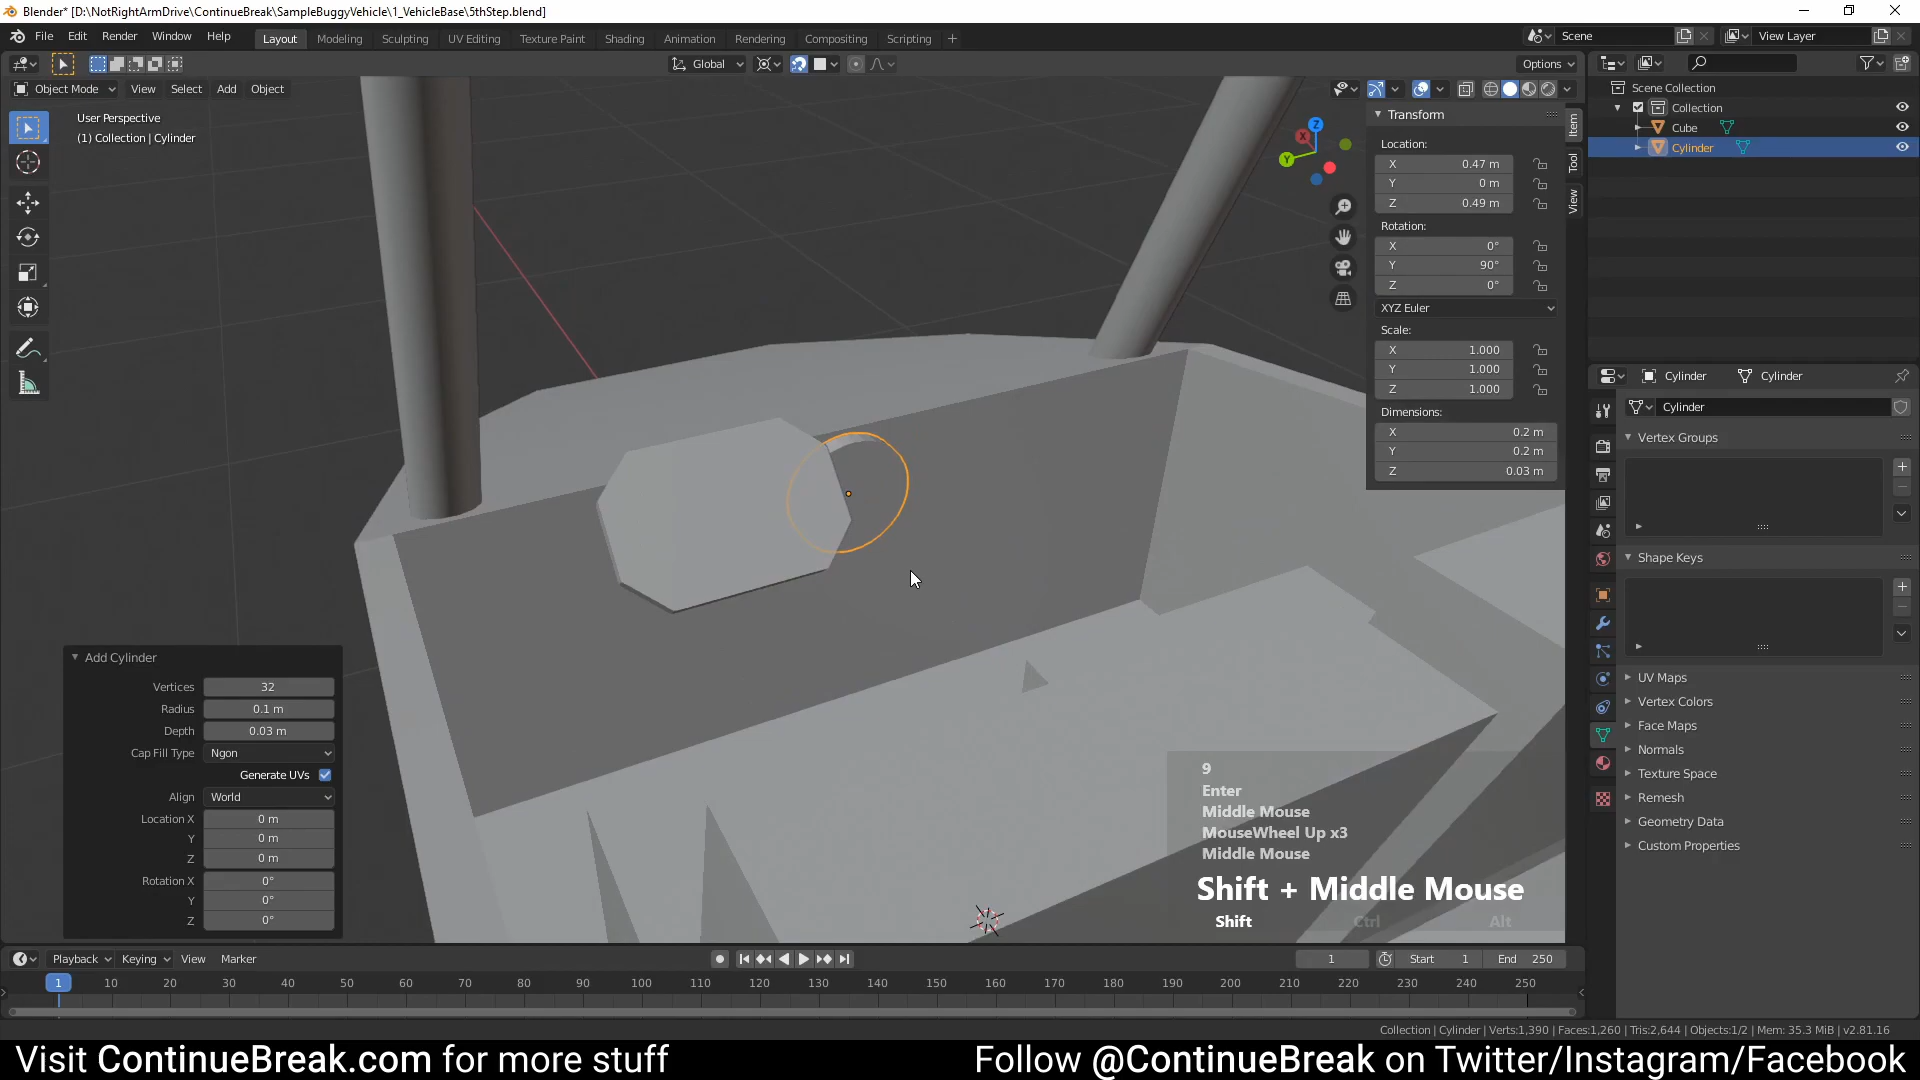 Blender* [D:\NotRightArmDrive\ContinueBreak\SampleBuggyVehicle\1_VehicleBase\5thStep.blend]
File Edit Render Window Help
Layout Modeling Sculpting UV Editing Texture Paint Shading Animation Rendering Compositing Scripting +
Scene
View Layer
Global
Options
Object Mode View Select Add Object
User Perspective
(1) Collection | Cylinder
Z
X
Y
Transform
Location:
X 0.47 m
Y 0 m
Z 0.49 m
Rotation:
X 0°
Y 90°
Z 0°
XYZ Euler
Scale:
X 1.000
Y 1.000
Z 1.000
Dimensions:
X 0.2 m
Y 0.2 m
Z 0.03 m
Item
Tool
View
Scene Collection
Collection
Cube
Cylinder
Cylinder Cylinder
Cylinder
Vertex Groups
Shape Keys
UV Maps
Vertex Colors
Face Maps
Normals
Texture Space
Remesh
Geometry Data
Custom Properties
Add Cylinder
Vertices 32
Radius 0.1 m
Depth 0.03 m
Cap Fill Type Ngon
Generate UVs
Align World
Location X 0 m
Y 0 m
Z 0 m
Rotation X 0°
Y 0°
Z 0°
9
Enter
Middle Mouse
MouseWheel Up x3
Middle Mouse
Shift + Middle Mouse
Shift Ctrl Alt
Playback Keying View Marker
1 Start 1 End 250
1 10 20 30 40 50 60 70 80 90 100 110 120 130 140 150 160 170 180 190 200 210 220 230 240 250
Collection | Cylinder | Verts:1,390 | Faces:1,260 | Tris:2,644 | Objects:1/2 | Mem: 35.3 MiB | v2.81.16
Visit ContinueBreak.com for more stuff
Follow @ContinueBreak on Twitter/Instagram/Facebook